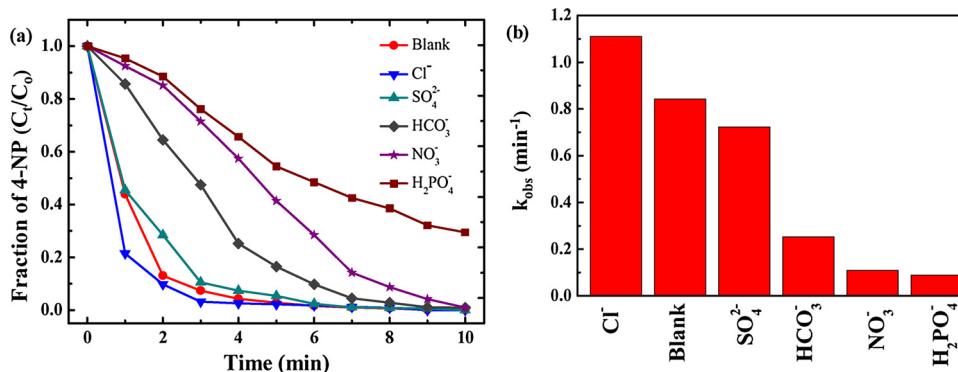 (a)
Fraction of 4-NP (Cₜ/Cₒ)
1.0
0.8
0.6
0.4
0.2
0.0
Blank
Cl⁻
SO₄²⁻
HCO₃⁻
NO₃⁻
H₂PO₄⁻
0 2 4 6 8 10
Time (min)
(b)
k_obs (min⁻¹)
1.2
1.0
0.8
0.6
0.4
0.2
0.0
Cl⁻
Blank
SO₄²⁻
HCO₃⁻
NO₃⁻
H₂PO₄⁻